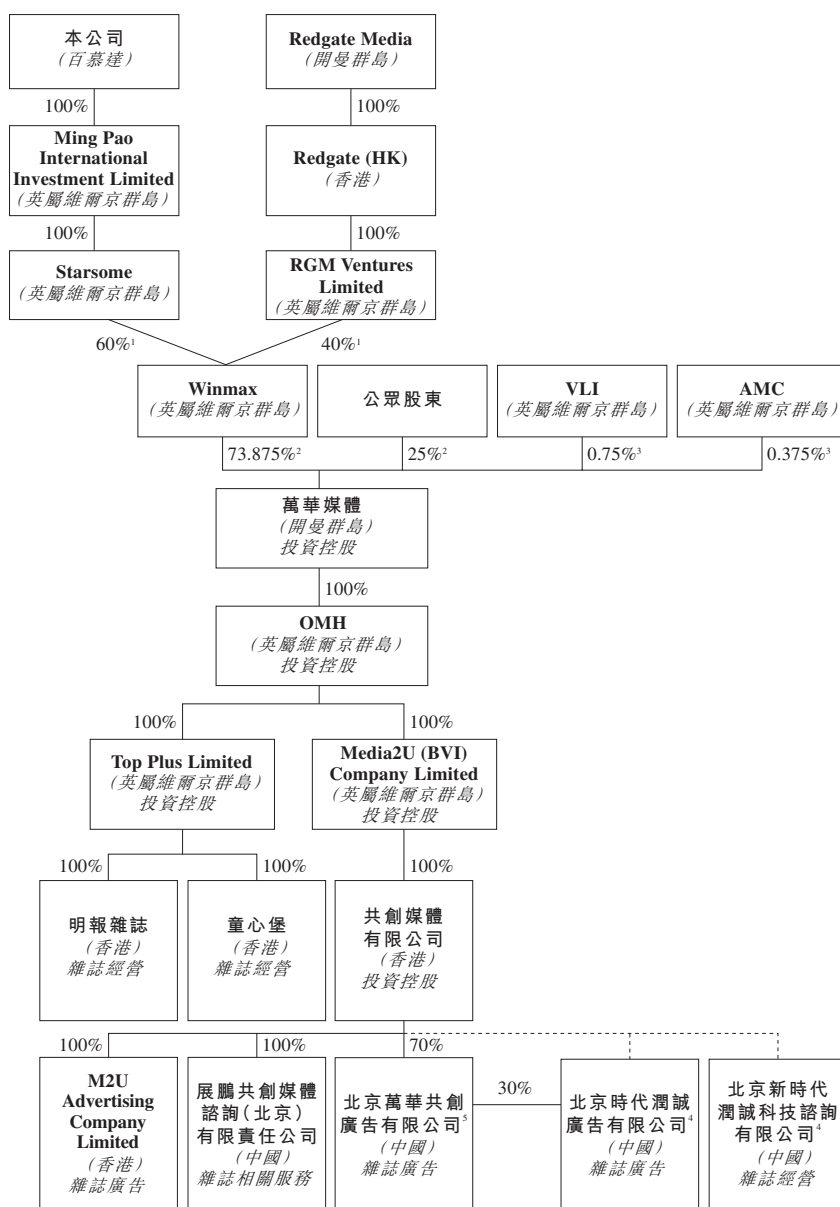 本公司
（百慕達）
Redgate Media
（開曼群島）
100%
100%
Ming Pao
International
Investment Limited
（英屬維爾京群島）
Redgate (HK)
（香港）
100%
100%
Starsome
（英屬維爾京群島）
RGM Ventures
Limited
（英屬維爾京群島）
60%1
40%1
Winmax
（英屬維爾京群島）
公眾股東
VLI
（英屬維爾京群島）
AMC
（英屬維爾京群島）
73.875%2
25%2
0.75%3
0.375%3
萬華媒體
（開曼群島）
投資控股
100%
OMH
（英屬維爾京群島）
投資控股
100%
100%
Top Plus Limited
（英屬維爾京群島）
投資控股
Media2U (BVI)
Company Limited
（英屬維爾京群島）
投資控股
100%
100%
100%
明報雜誌
（香港）
雜誌經營
童心堡
（香港）
雜誌經營
共創媒體
有限公司
（香港）
投資控股
100%
100%
70%
M2U
Advertising
Company
Limited
（香港）
雜誌廣告
展鵬共創媒體
諮詢（北京）
有限責任公司
（中國）
雜誌相關服務
北京萬華共創
廣告有限公司5
（中國）
雜誌廣告
30%
北京時代潤誠
廣告有限公司4
（中國）
雜誌廣告
北京新時代
潤誠科技諮詢
有限公司4
（中國）
雜誌經營